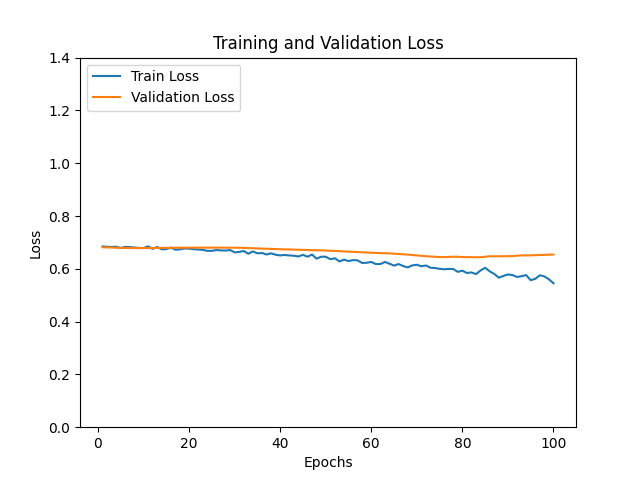 Training and Validation Loss
1.4
Train Loss
Validation Loss
1.2
1.0
0.8
Loss
0.6
0.4
0.2
0.0
0 20 40 60 80 100
Epochs